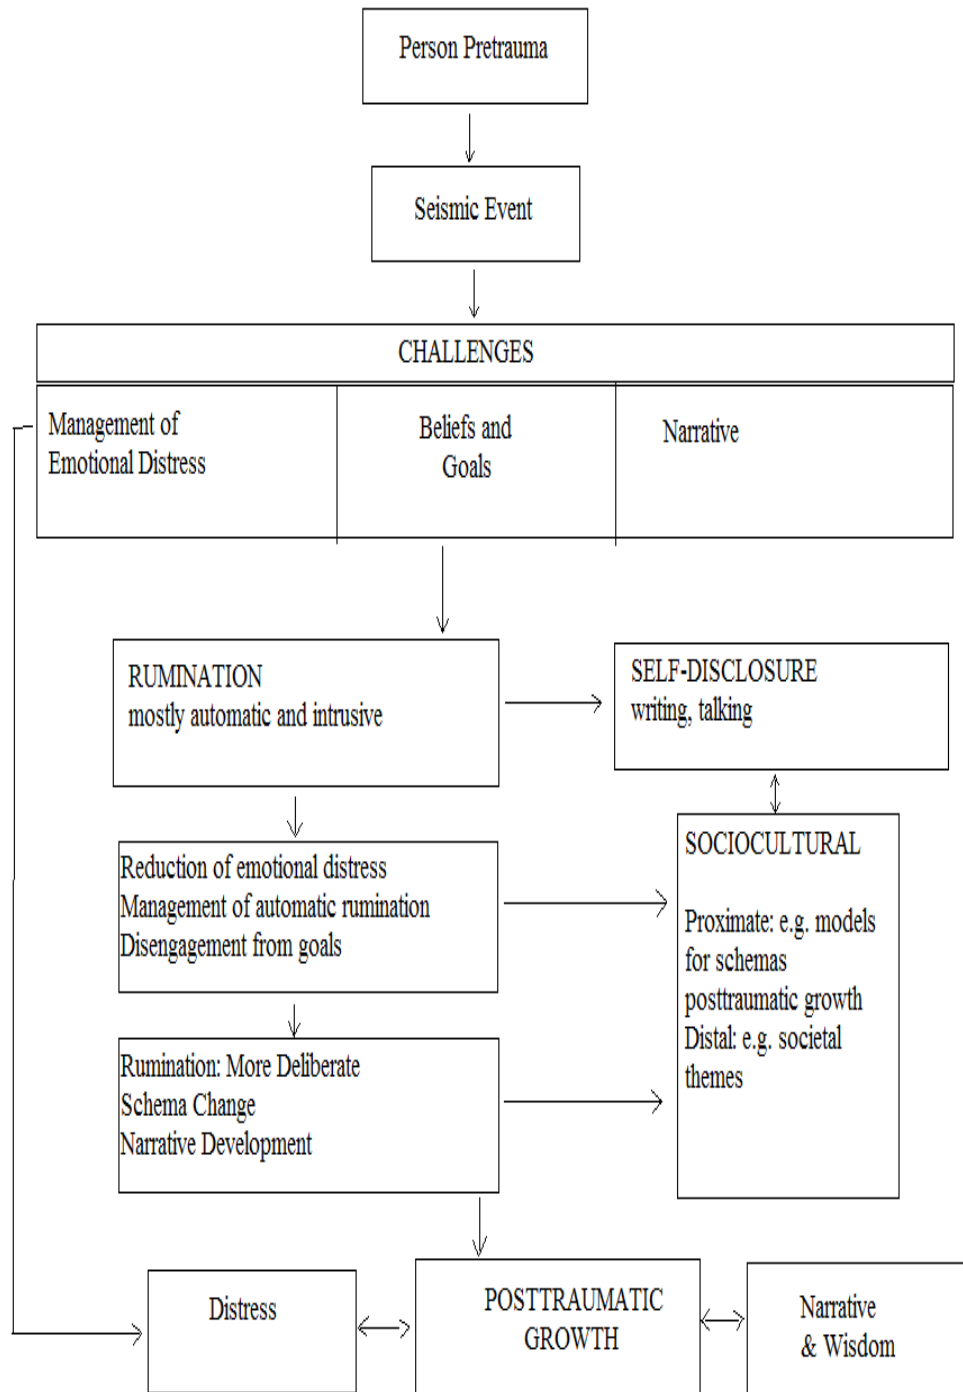 Person Pretrauma
Seismic Event
CHALLENGES
Management of
Emotional Distress
Beliefs and
Goals
Narrative
RUMINATION
mostly automatic and intrusive
SELF-DISCLOSURE
writing, talking
Reduction of emotional distress
Management of automatic rumination
Disengagement from goals
SOCIOCULTURAL
Proximate: e.g. models
for schemas
posttraumatic growth
Distal: e.g. societal
themes
Rumination: More Deliberate
Schema Change
Narrative Development
Distress
POSTTRAUMATIC
GROWTH
Narrative
& Wisdom